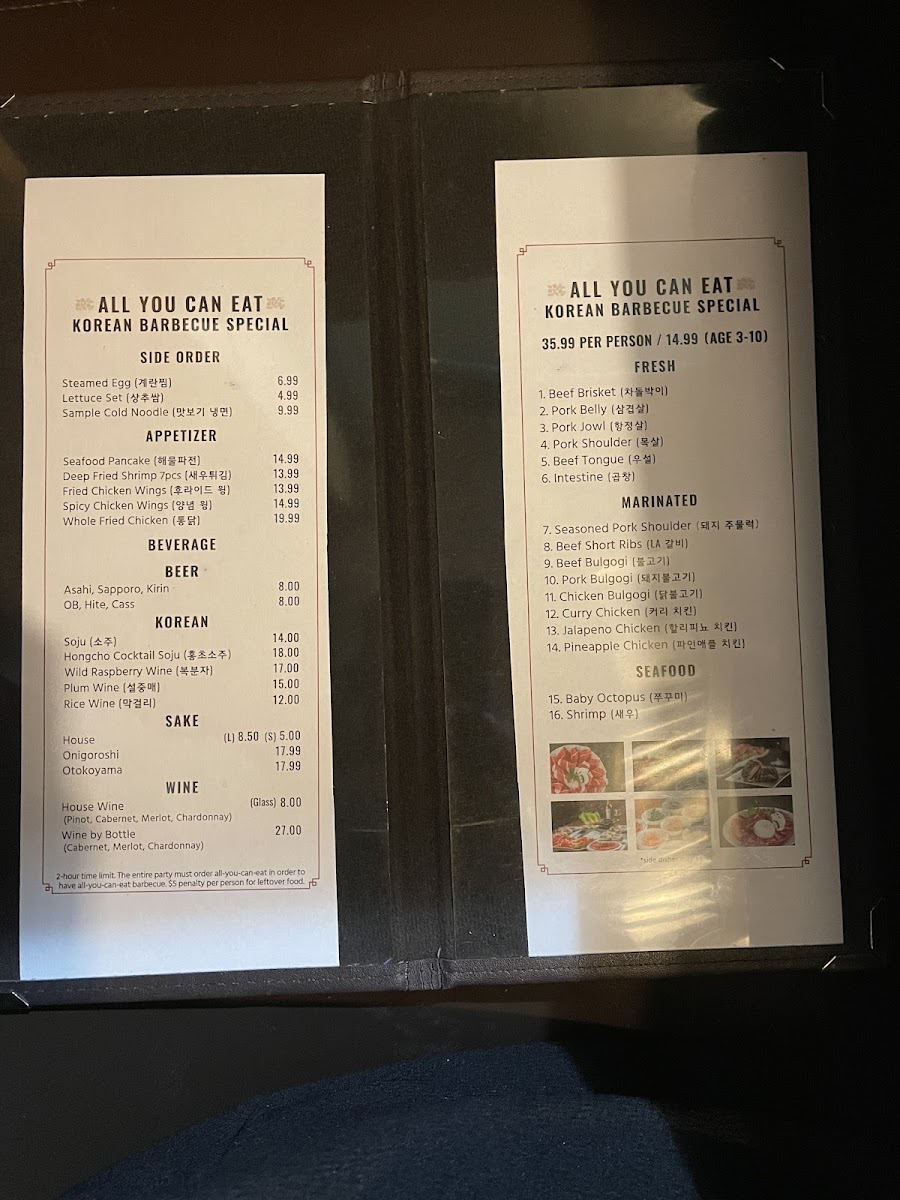 ALL YOU CAN EAT
KOREAN BARBECUE SPECIAL
SIDE ORDER
Steamed Egg (계란찜) 6.99
Lettuce Set (상추쌈) 4.99
Sample Cold Noodle (맛보기 냉면) 9.99
APPETIZER
Seafood Pancake (해물파전) 14.99
Deep Fried Shrimp 7pcs (새우튀김) 13.99
Fried Chicken Wings (후라이드 윙) 13.99
Spicy Chicken Wings (양념 윙) 14.99
Whole Fried Chicken (통닭) 19.99
BEVERAGE
BEER
Asahi, Sapporo, Kirin 8.00
OB, Hite, Cass 8.00
KOREAN
Soju (소주) 14.00
Hongcho Cocktail Soju (홍초소주) 18.00
Wild Raspberry Wine (복분자) 17.00
Plum Wine (설중매) 15.00
Rice Wine (막걸리) 12.00
SAKE
House (L) 8.50 (S) 5.00
Onigoroshi 17.99
Otokoyama 17.99
WINE
House Wine (Glass) 8.00
(Pinot, Cabernet, Merlot, Chardonnay)
Wine by Bottle 27.00
(Cabernet, Merlot, Chardonnay)
2-hour time limit. The entire party must order all-you-can-eat in order to
have all-you-can-eat barbecue. $5 penalty per person for leftover food.
ALL YOU CAN EAT
KOREAN BARBECUE SPECIAL
35.99 PER PERSON / 14.99 (AGE 3-10)
FRESH
1. Beef Brisket (차돌박이)
2. Pork Belly (삼겹살)
3. Pork Jowl (항정살)
4. Pork Shoulder (목살)
5. Beef Tongue (우설)
6. Intestine (곱창)
MARINATED
7. Seasoned Pork Shoulder (돼지 주물럭)
8. Beef Short Ribs (LA 갈비)
9. Beef Bulgogi (불고기)
10. Pork Bulgogi (돼지불고기)
11. Chicken Bulgogi (닭불고기)
12. Curry Chicken (커리 치킨)
13. Jalapeno Chicken (할리피뇨 치킨)
14. Pineapple Chicken (파인애플 치킨)
SEAFOOD
15. Baby Octopus (쭈꾸미)
16. Shrimp (새우)
*side dishes